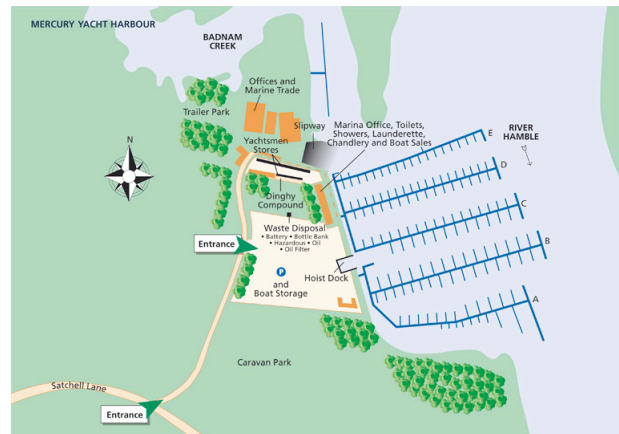 MERCURY YACHT HARBOUR
BADNAM
CREEK
Offices and
Marine Trade
Trailer Park
Slipway
Marina Office, Toilets,
Showers, Launderette,
Chandlery and Boat Sales
E
RIVER
HAMBLE
Yachtsmen
Stores
N
D
Dinghy
Compound
C
Waste Disposal
• Battery • Bottle Bank
• Hazardous • Oil
• Oil Filter
Entrance
B
P
and
Boat Storage
Hoist Dock
A
Caravan Park
Satchell Lane
Entrance